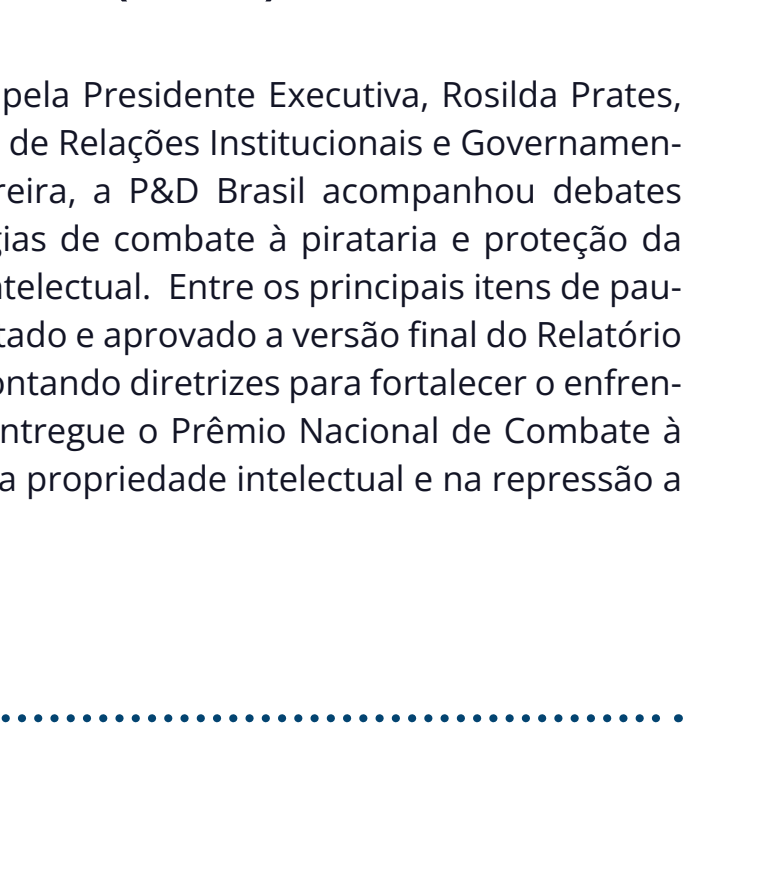 pela Presidente Executiva, Rosilda Prates,
de Relações Institucionais e Governamen-
reira, a P&D Brasil acompanhou debates
gias de combate à pirataria e proteção da
ntelectual. Entre os principais itens de pau-
tado e aprovado a versão final do Relatório
ontando diretrizes para fortalecer o enfren-
ntregue o Prêmio Nacional de Combate à
a propriedade intelectual e na repressão a